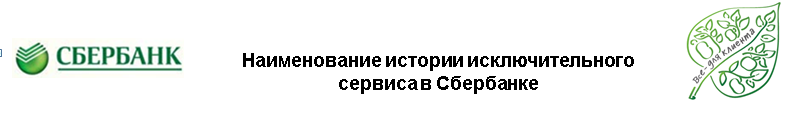 СБЕРБАНК
Наименование истории исключительного
сервиса в Сбербанке
Все - для клиента